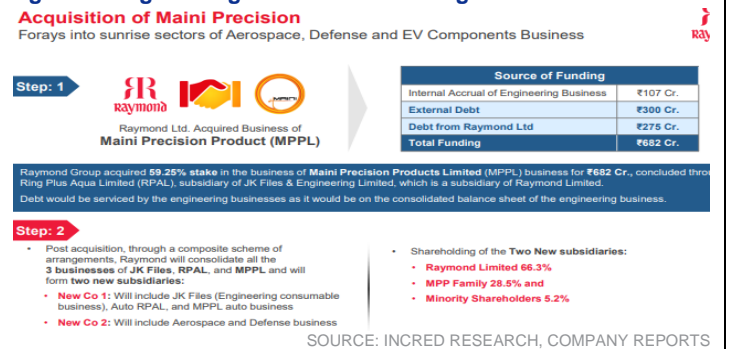 Acquisition of Maini Precision
Forays into sunrise sectors of Aerospace, Defense and EV Components Business
Ray
Step: 1
Raymond
MAINI
Raymond Ltd. Acquired Business of
Maini Precision Product (MPPL)
Source of Funding
Internal Accrual of Engineering Business ₹107 Cr.
External Debt ₹300 Cr.
Debt from Raymond Ltd ₹275 Cr.
Total Funding ₹682 Cr.
Raymond Group acquired 59.25% stake in the business of Maini Precision Products Limited (MPPL) business for ₹682 Cr., concluded throu
Ring Plus Aqua Limited (RPAL), subsidiary of JK Files & Engineering Limited, which is a subsidiary of Raymond Limited.
Debt would be serviced by the engineering businesses as it would be on the consolidated balance sheet of the engineering business.
Step: 2
• Post acquisition, through a composite scheme of
arrangements, Raymond will consolidate all the
3 businesses of JK Files, RPAL, and MPPL and will
form two new subsidiaries:
• New Co 1: Will include JK Files (Engineering consumable
business), Auto RPAL, and MPPL auto business
• New Co 2: Will include Aerospace and Defense business
• Shareholding of the Two New subsidiaries:
• Raymond Limited 66.3%
• MPP Family 28.5% and
• Minority Shareholders 5.2%
SOURCE: INCRED RESEARCH, COMPANY REPORTS